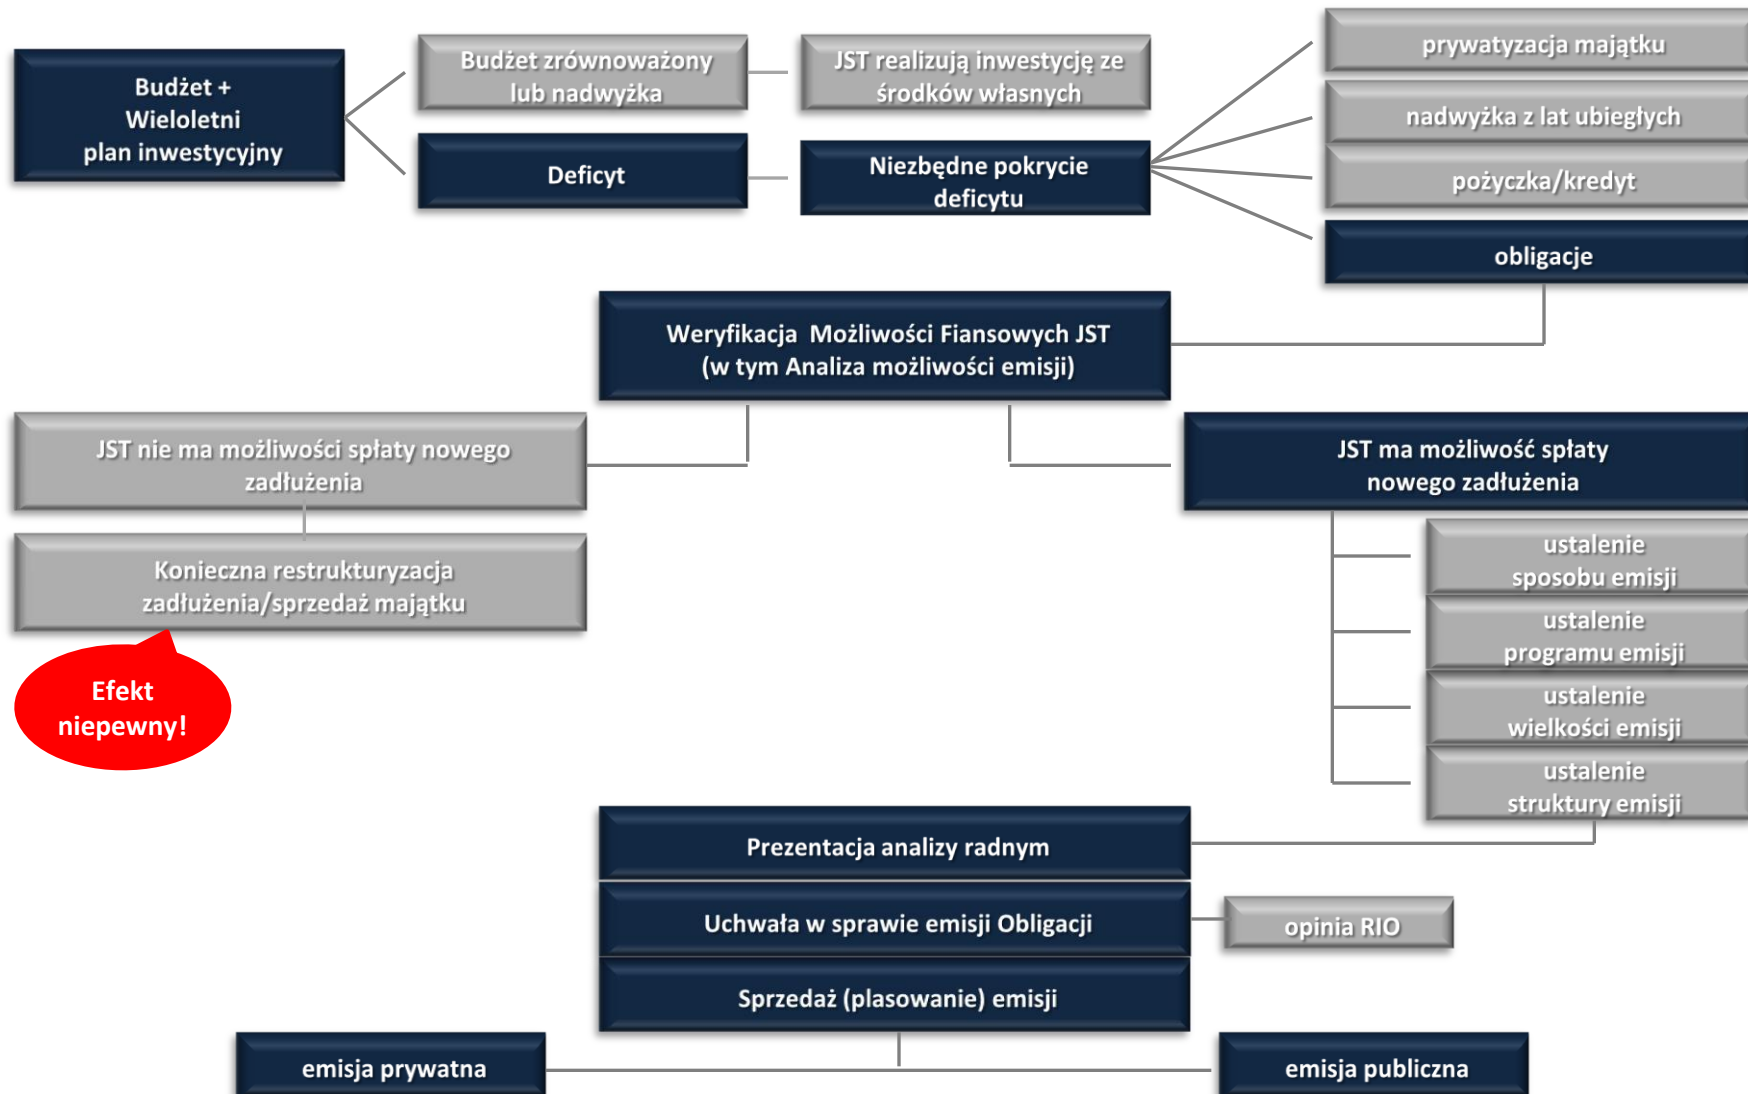 Budżet +
Wieloletni
plan inwestycyjny
Budżet zrównoważony
lub nadwyżka
JST realizują inwestycję ze
środków własnych
Deficyt
Niezbędne pokrycie
deficytu
prywatyzacja majątku
nadwyżka z lat ubiegłych
pożyczka/kredyt
obligacje
Weryfikacja Możliwości Fiansowych JST
(w tym Analiza możliwości emisji)
JST nie ma możliwości spłaty nowego
zadłużenia
Konieczna restrukturyzacja
zadłużenia/sprzedaż majątku
Efekt
niepewny!
JST ma możliwość spłaty
nowego zadłużenia
ustalenie
sposobu emisji
ustalenie
programu emisji
ustalenie
wielkości emisji
ustalenie
struktury emisji
Prezentacja analizy radnym
Uchwała w sprawie emisji Obligacji
opinia RIO
Sprzedaż (plasowanie) emisji
emisja prywatna
emisja publiczna